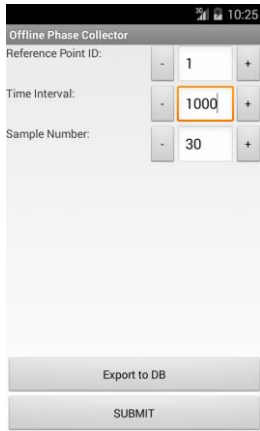 3G 10:25
Offline Phase Collector
Reference Point ID: - 1 +
Time Interval: - 1000 +
Sample Number: - 30 +
Export to DB
SUBMIT